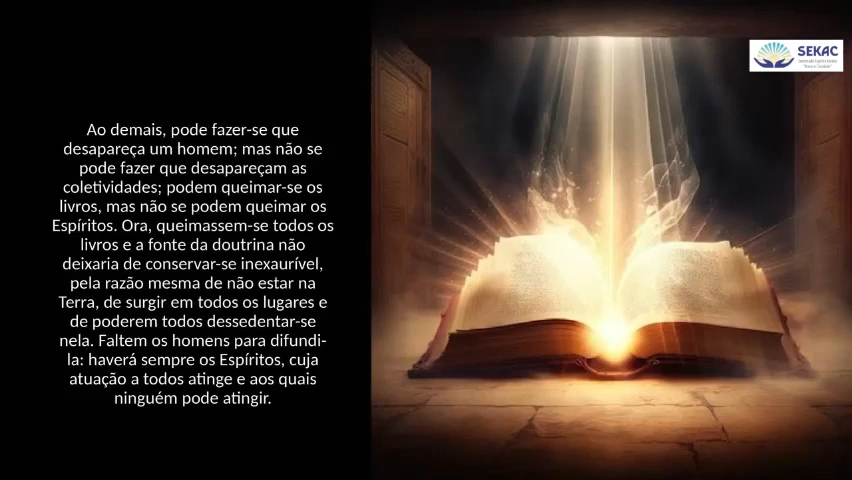 Ao demais, pode fazer-se que
desapareça um homem; mas não se
pode fazer que desapareçam as
coletividades; podem queimar-se os
livros, mas não se podem queimar os
Espíritos. Ora, queimassem-se todos os
livros e a fonte da doutrina não
deixaria de conservar-se inexaurível,
pela razão mesma de não estar na
Terra, de surgir em todos os lugares e
de poderem todos dessedentar-se
nela. Faltem os homens para difundi-
la: haverá sempre os Espíritos, cuja
atuação a todos atinge e aos quais
ninguém pode atingir.
SEKAC